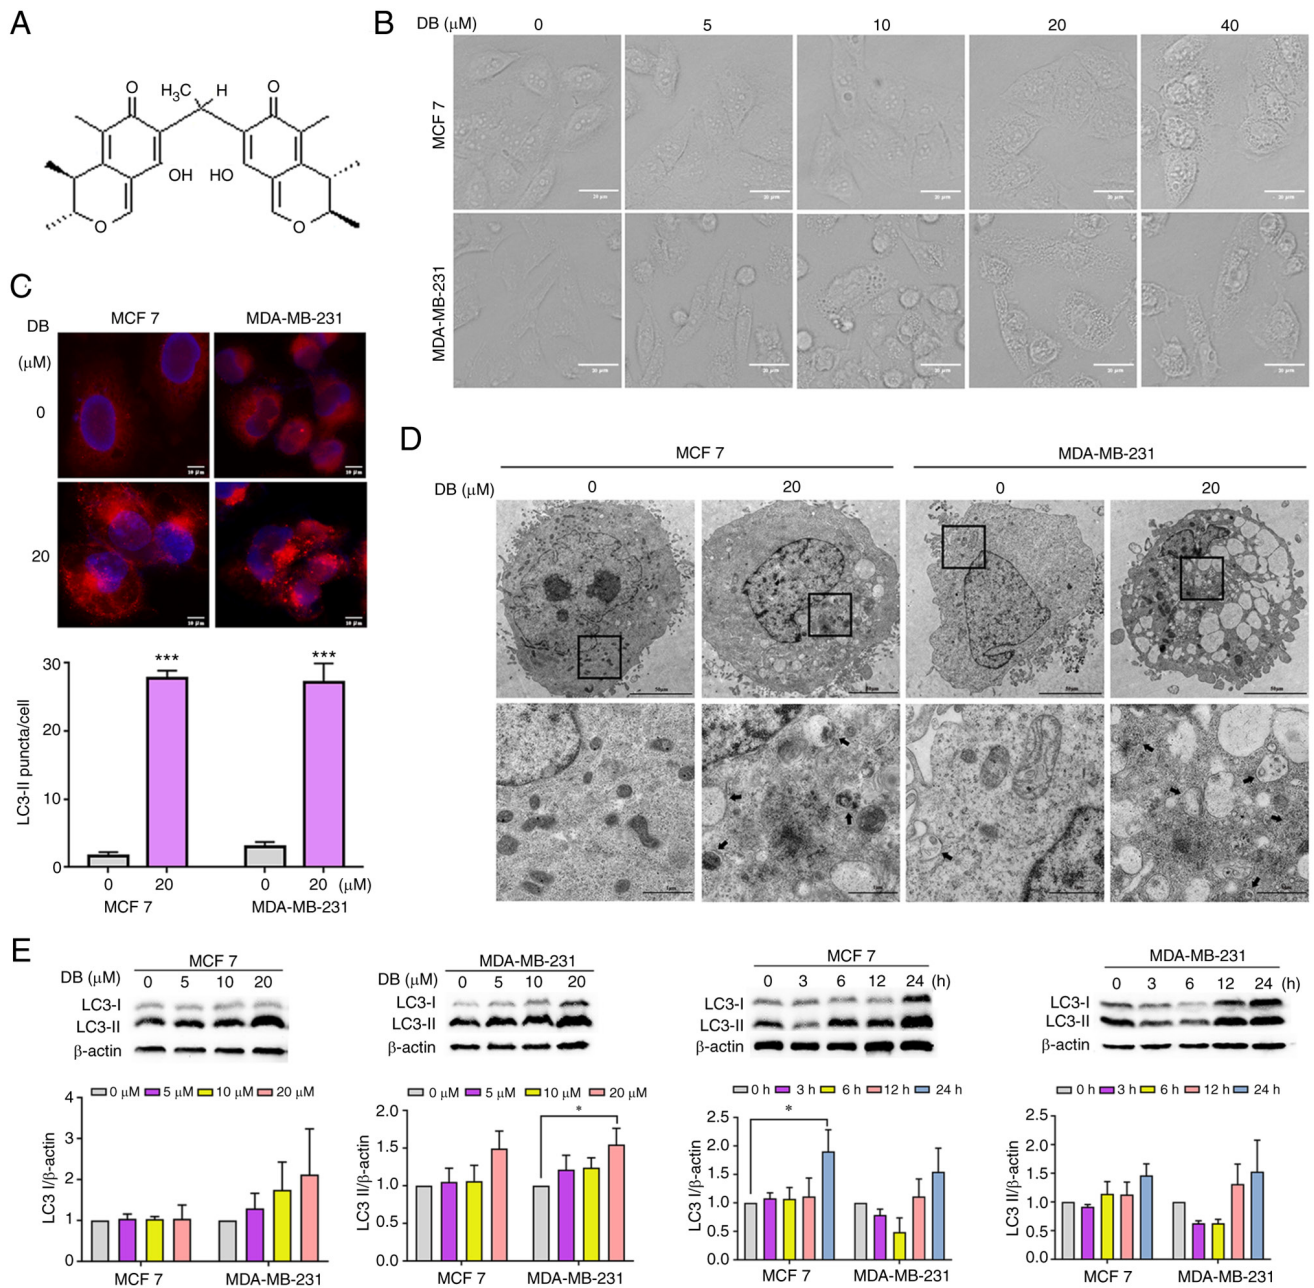 A
O
H₃C
H
O
OH
HO
O
O
B
DB (μM)
0
5
10
20
40
MCF 7
MDA-MB-231
C
MCF 7
MDA-MB-231
DB
(μM)
0
20
LC3-II puncta/cell
30
20
10
0
***
***
0
20
0
20
(μM)
MCF 7
MDA-MB-231
D
MCF 7
MDA-MB-231
DB (μM)
0
20
0
20
E
MCF 7
DB (μM)
0
5
10
20
LC3-I
LC3-II
β-actin
MDA-MB-231
DB (μM)
0
5
10
20
LC3-I
LC3-II
β-actin
MCF 7
0
3
6
12
24
(h)
LC3-I
LC3-II
β-actin
MDA-MB-231
0
3
6
12
24
(h)
LC3-I
LC3-II
β-actin
0 μM
5 μM
10 μM
20 μM
LC3 I/β-actin
4
3
2
1
0
MCF 7
MDA-MB-231
0 μM
5 μM
10 μM
20 μM
LC3 II/β-actin
2.0
1.5
1.0
0.5
0.0
*
MCF 7
MDA-MB-231
0 h
3 h
6 h
12 h
24 h
LC3 I/β-actin
2.5
2.0
1.5
1.0
0.5
0.0
*
MCF 7
MDA-MB-231
0 h
3 h
6 h
12 h
24 h
LC3 II/β-actin
2.5
2.0
1.5
1.0
0.5
0.0
MCF 7
MDA-MB-231